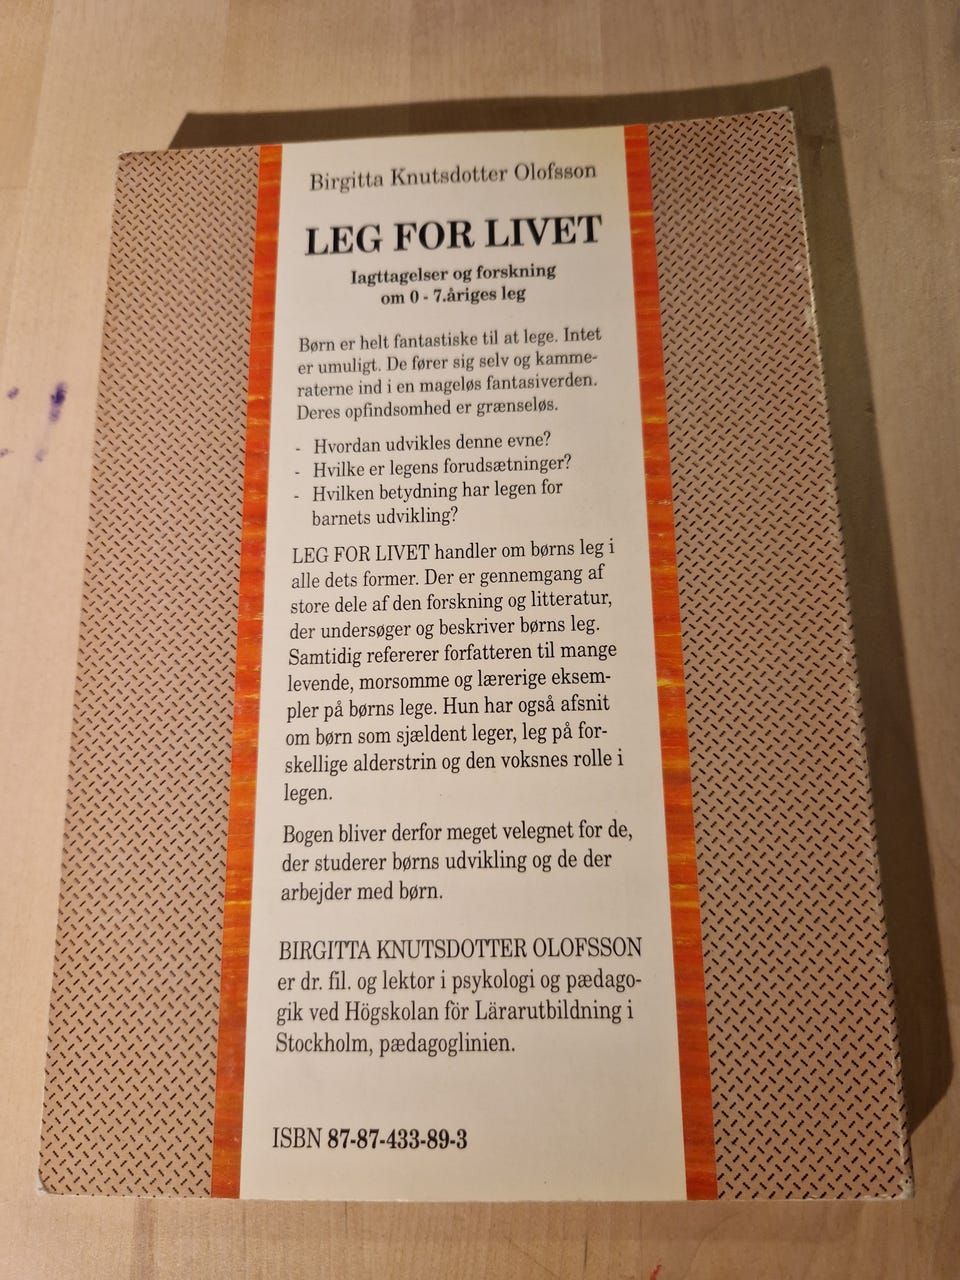 Birgitta Knutsdotter Olofsson
LEG FOR LIVET
Iagttagelser og forskning
om 0 - 7.åriges leg
Børn er helt fantastiske til at lege. Intet
er umuligt. De fører sig selv og kamme-
raterne ind i en mageløs fantasiverden.
Deres opfindsomhed er grænseløs.
- Hvordan udvikles denne evne?
- Hvilke er legens forudsætninger?
- Hvilken betydning har legen for
barnets udvikling?
LEG FOR LIVET handler om børns leg i
alle dets former. Der er gennemgang af
store dele af den forskning og litteratur,
der undersøger og beskriver børns leg.
Samtidig refererer forfatteren til mange
levende, morsomme og lærerige eksem-
pler på børns lege. Hun har også afsnit
om børn som sjældent leger, leg på for-
skellige alderstrin og den voksnes rolle i
legen.
Bogen bliver derfor meget velegnet for de,
der studerer børns udvikling og de der
arbejder med børn.
BIRGITTA KNUTSDOTTER OLOFSSON
er dr. fil. og lektor i psykologi og pædago-
gik ved Högskolan för Lärarutbildning i
Stockholm, pædagoglinien.
ISBN 87-87-433-89-3